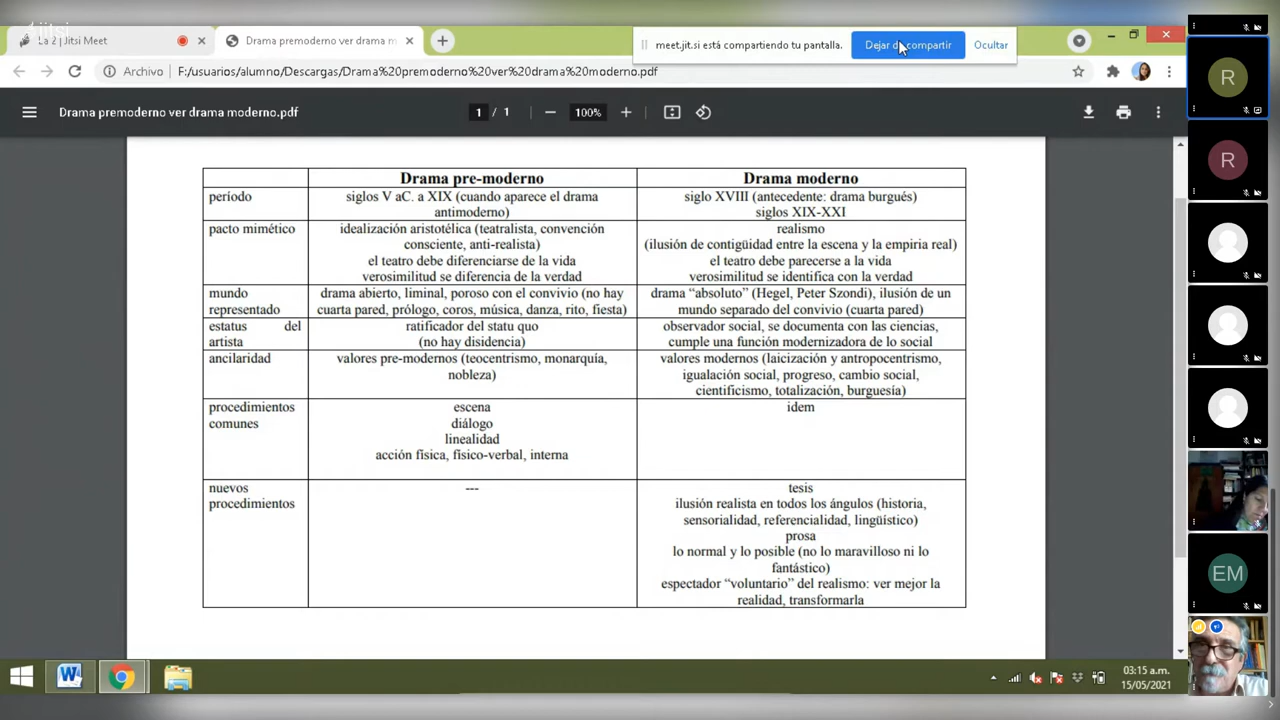 jitsi
La 2 | Jitsi Meet
Drama premoderno ver drama m
meet.jit.si está compartiendo tu pantalla.
Dejar de compartir
Ocultar
Archivo | F:/usuarios/alumno/Descargas/Drama%20premoderno%20ver%20drama%20moderno.pdf
Drama premoderno ver drama moderno.pdf
1 / 1
100%
Drama pre-moderno
Drama moderno
período
siglos V aC. a XIX (cuando aparece el drama
antimoderno)
siglo XVIII (antecedente: drama burgués)
siglos XIX-XXI
pacto mimético
idealización aristotélica (teatralista, convención
consciente, anti-realista)
el teatro debe diferenciarse de la vida
verosimilitud se diferencia de la verdad
realismo
(ilusión de contigüidad entre la escena y la empiria real)
el teatro debe parecerse a la vida
verosimilitud se identifica con la verdad
mundo
representado
drama abierto, liminal, poroso con el convivio (no hay
cuarta pared, prólogo, coros, música, danza, rito, fiesta)
drama “absoluto” (Hegel, Peter Szondi), ilusión de un
mundo separado del convivio (cuarta pared)
estatus del
artista
ratificador del statu quo
(no hay disidencia)
observador social, se documenta con las ciencias,
cumple una función modernizadora de lo social
ancilaridad
valores pre-modernos (teocentrismo, monarquía,
nobleza)
valores modernos (laicización y antropocentrismo,
igualación social, progreso, cambio social,
cientificismo, totalización, burguesía)
procedimientos
comunes
escena
diálogo
linealidad
acción física, físico-verbal, interna
idem
nuevos
procedimientos
---
tesis
ilusión realista en todos los ángulos (historia,
sensorialidad, referencialidad, lingüístico)
prosa
lo normal y lo posible (no lo maravilloso ni lo
fantástico)
espectador “voluntario” del realismo: ver mejor la
realidad, transformarla
R
R
EM
03:15 a.m.
15/05/2021